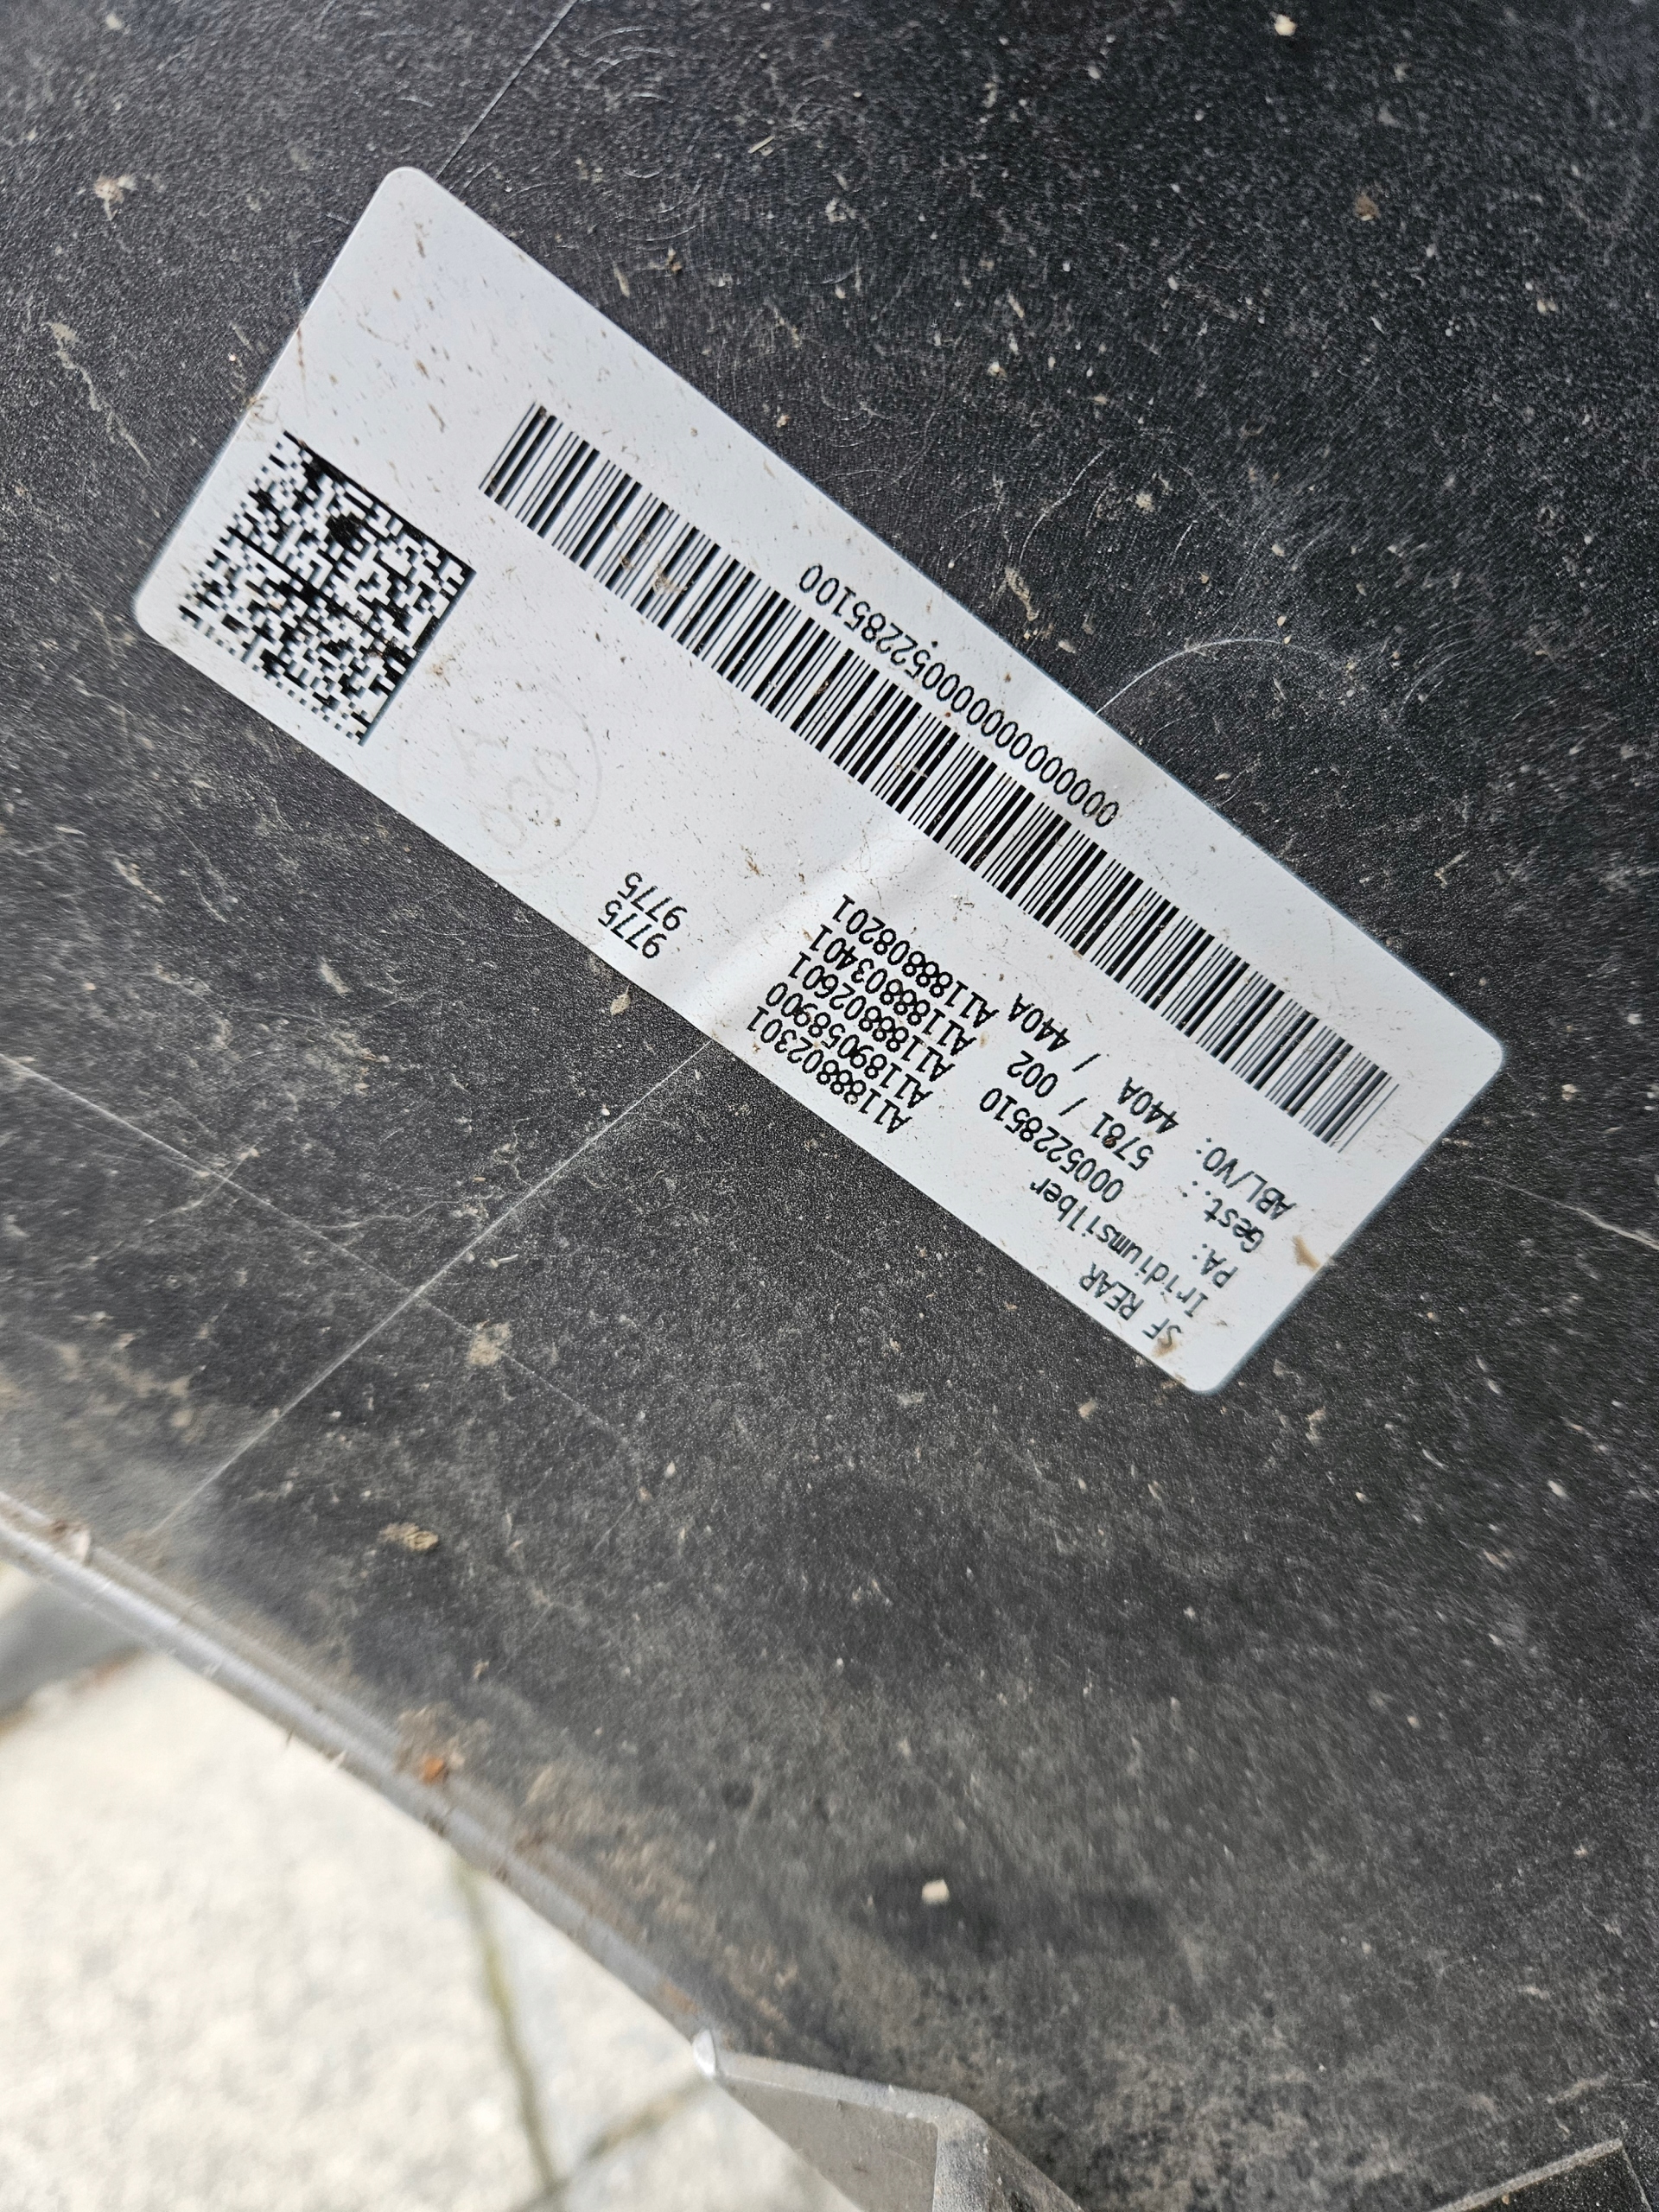 SF REAR A1188802301 9775
Iridiumsilber A1189058900 9775
PA: 0005228510 A1188802601
Gest.: 5781 / 002 A1188803401
ABL/VO: 440A / 440A A1188808201
00000000000052285100